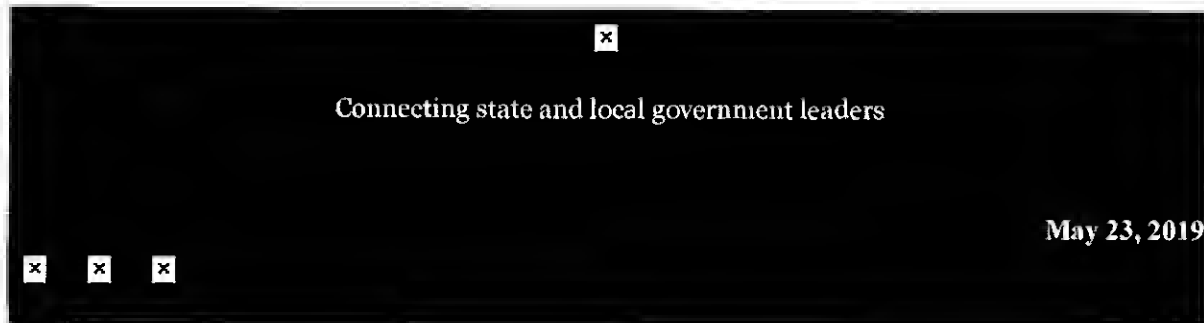 Connecting state and local government leaders
May 23, 2019